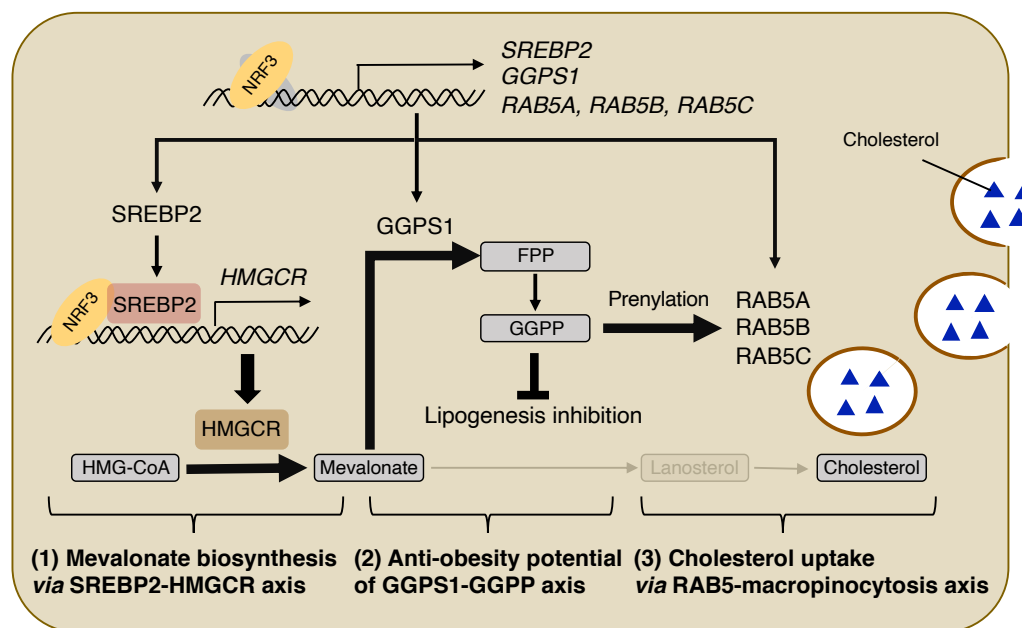 NRF3
SREBP2
GGPS1
RAB5A, RAB5B, RAB5C
Cholesterol
SREBP2
GGPS1
FPP
HMGCR
NRF3
SREBP2
GGPP
Prenylation
RAB5A
RAB5B
RAB5C
Lipogenesis inhibition
HMGCR
HMG-CoA
Mevalonate
Lanosterol
Cholesterol
(1) Mevalonate biosynthesis
via SREBP2-HMGCR axis
(2) Anti-obesity potential
of GGPS1-GGPP axis
(3) Cholesterol uptake
via RAB5-macropinocytosis axis